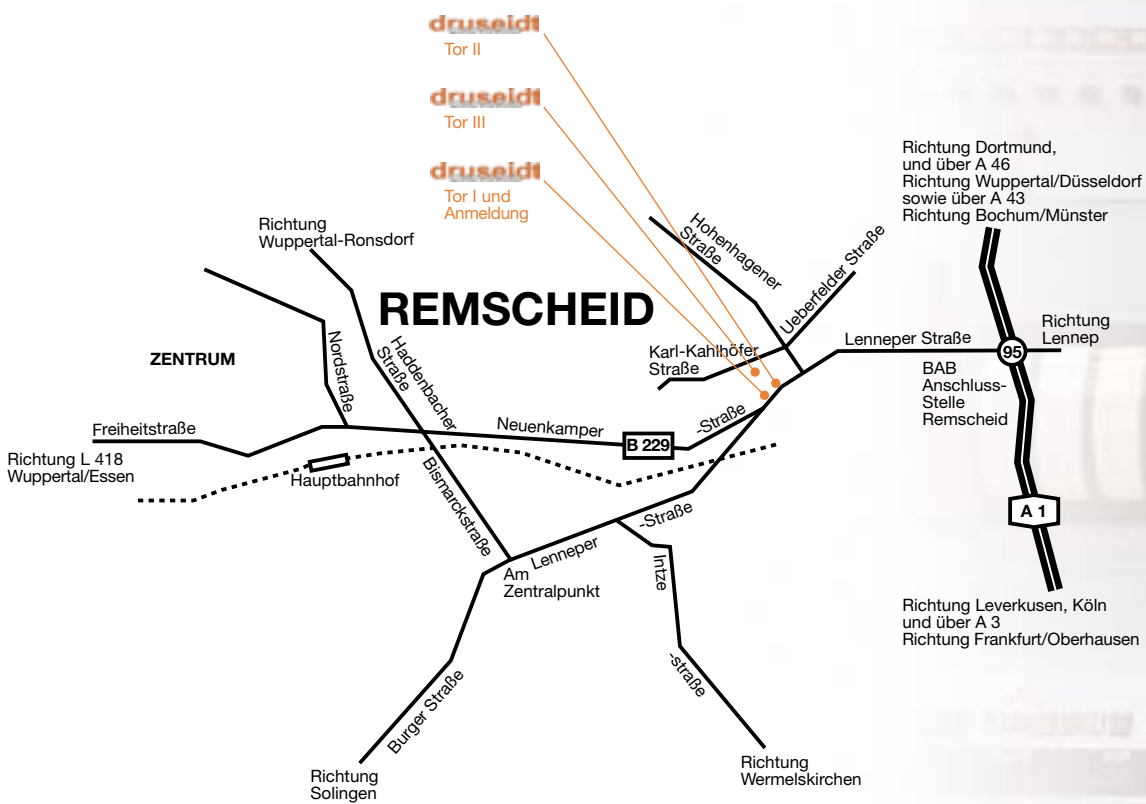 druseidt
Tor II
druseidt
Tor III
druseidt
Tor I und
Anmeldung
Richtung Dortmund,
und über A 46
Richtung Wuppertal/Düsseldorf
sowie über A 43
Richtung Bochum/Münster
Richtung
Wuppertal-Ronsdorf
Hohenhagener
Straße
Ueberfelder Straße
REMSCHEID
ZENTRUM
Nordstraße
Haddenbacher
Straße
Karl-Kahlhöfer
Straße
Lenneper Straße
95
Richtung
Lennep
BAB
Anschluss-
Stelle
Remscheid
Freiheitstraße
Neuenkamper
B 229
-Straße
Richtung L 418
Wuppertal/Essen
Hauptbahnhof
Bismarckstraße
Lenneper
-Straße
A 1
Am
Zentralpunkt
Intze
-straße
Richtung Leverkusen, Köln
und über A 3
Richtung Frankfurt/Oberhausen
Burger Straße
Richtung
Solingen
Richtung
Wermelskirchen